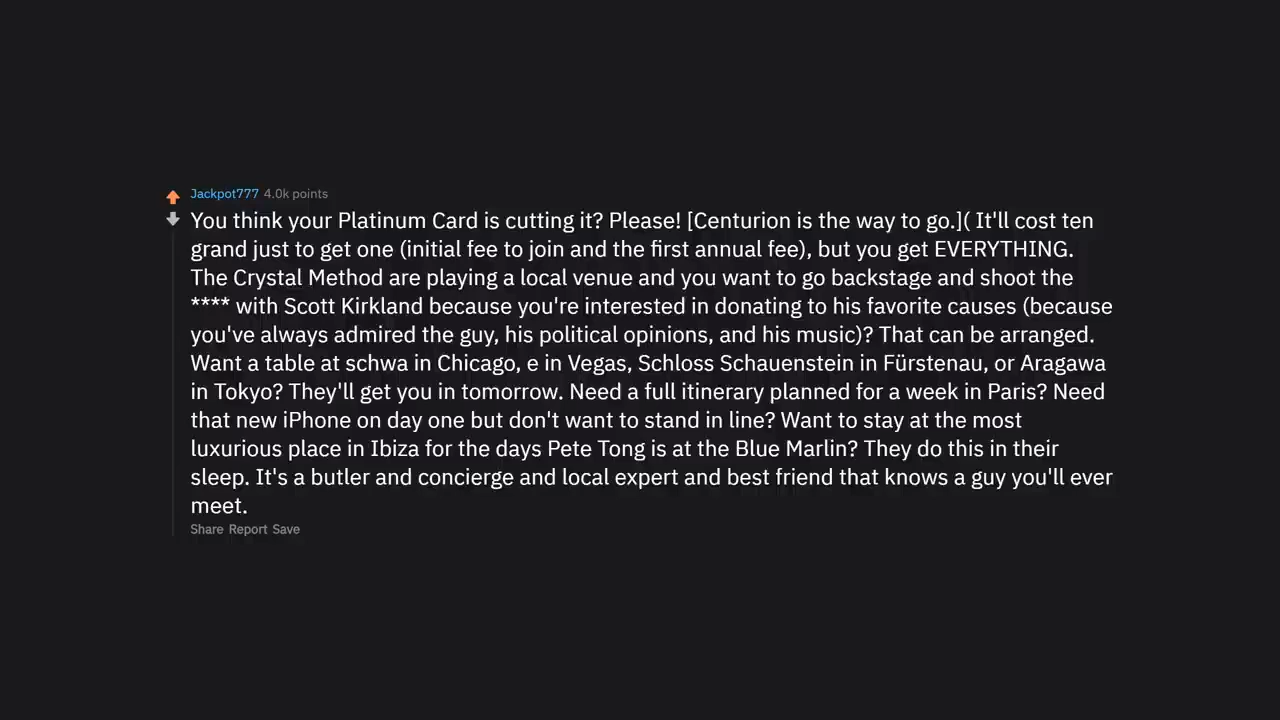 Jackpot777 4.0k points
You think your Platinum Card is cutting it? Please! [Centurion is the way to go.]( It'll cost ten
grand just to get one (initial fee to join and the first annual fee), but you get EVERYTHING.
The Crystal Method are playing a local venue and you want to go backstage and shoot the
**** with Scott Kirkland because you're interested in donating to his favorite causes (because
you've always admired the guy, his political opinions, and his music)? That can be arranged.
Want a table at schwa in Chicago, e in Vegas, Schloss Schauenstein in Fürstenau, or Aragawa
in Tokyo? They'll get you in tomorrow. Need a full itinerary planned for a week in Paris? Need
that new iPhone on day one but don't want to stand in line? Want to stay at the most
luxurious place in Ibiza for the days Pete Tong is at the Blue Marlin? They do this in their
sleep. It's a butler and concierge and local expert and best friend that knows a guy you'll ever
meet.
Share Report Save